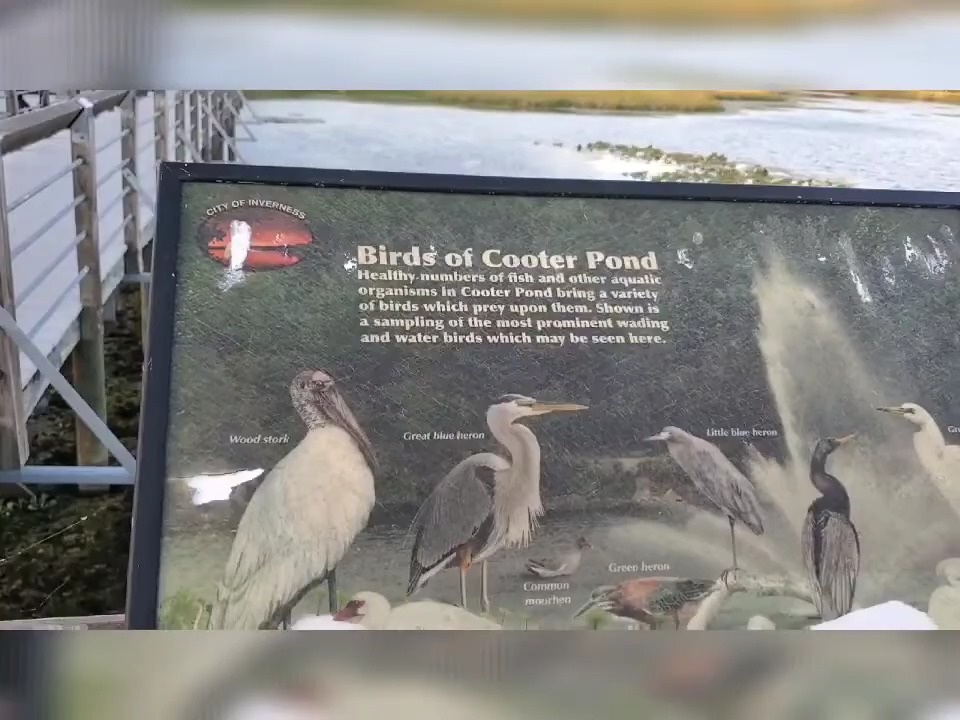 CITY OF INVERNESS
Birds of Cooter Pond
Healthy numbers of fish and other aquatic
organisms in Cooter Pond bring a variety
of birds which prey upon them. Shown is
a sampling of the most prominent wading
and water birds which may be seen here.
Wood stork
Great blue heron
Little blue heron
Green heron
Common
moorhen